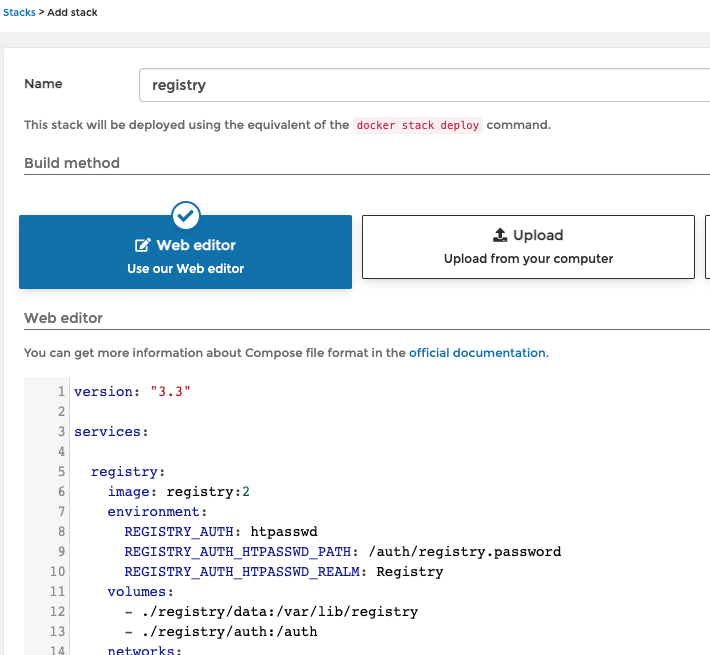 Stacks > Add stack
Name
registry
This stack will be deployed using the equivalent of the docker stack deploy command.
Build method
Web editor
Use our Web editor
Upload
Upload from your computer
Web editor
You can get more information about Compose file format in the official documentation.
1 version: "3.3"
2
3 services:
4
5   registry:
6     image: registry:2
7     environment:
8       REGISTRY_AUTH: htpasswd
9       REGISTRY_AUTH_HTPASSWD_PATH: /auth/registry.password
10       REGISTRY_AUTH_HTPASSWD_REALM: Registry
11     volumes:
12       - ./registry/data:/var/lib/registry
13       - ./registry/auth:/auth
14     networks: